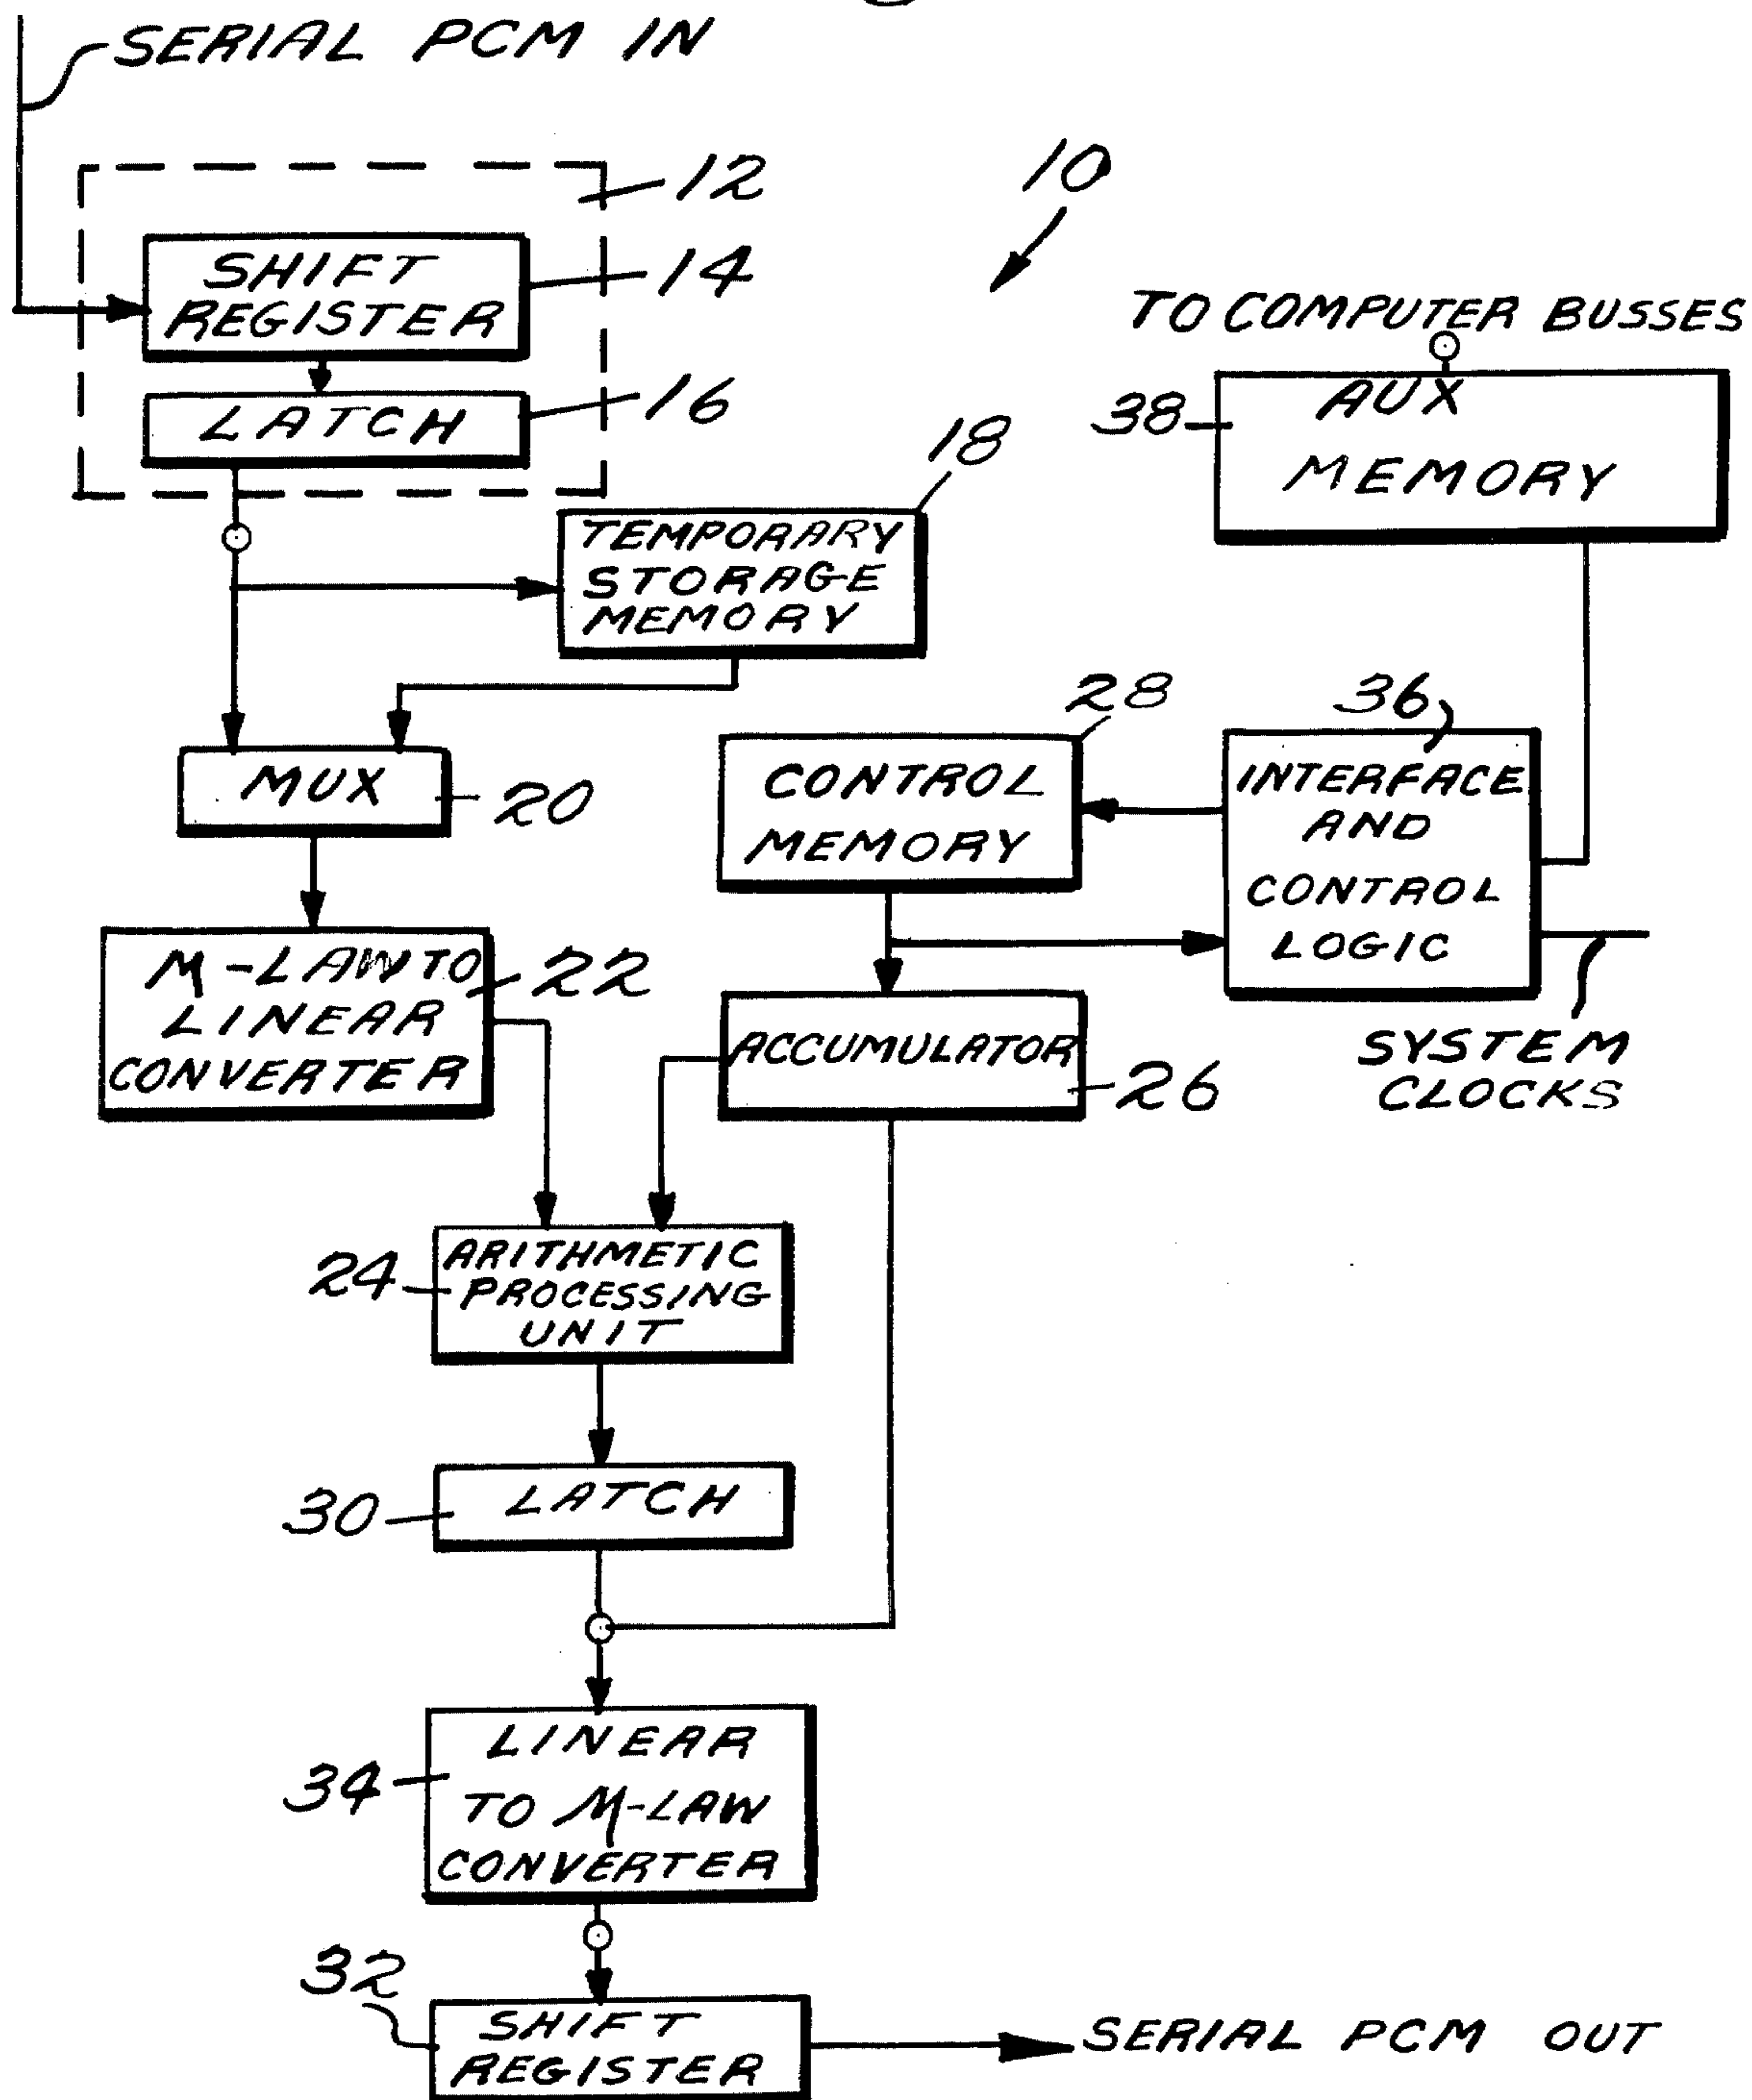 SERIAL PCM IN
12
10
SHIFT
REGISTER
14
TO COMPUTER BUSSES
LATCH
16
AUX
MEMORY
38
18
TEMPORARY
STORAGE
MEMORY
28
36
MUX
20
CONTROL
MEMORY
INTERFACE
AND
CONTROL
LOGIC
M-LAW TO
LINEAR
CONVERTER
22
ACCUMULATOR
26
SYSTEM
CLOCKS
24
ARITHMETIC
PROCESSING
UNIT
30
LATCH
34
LINEAR
TO M-LAW
CONVERTER
32
SHIFT
REGISTER
SERIAL PCM OUT